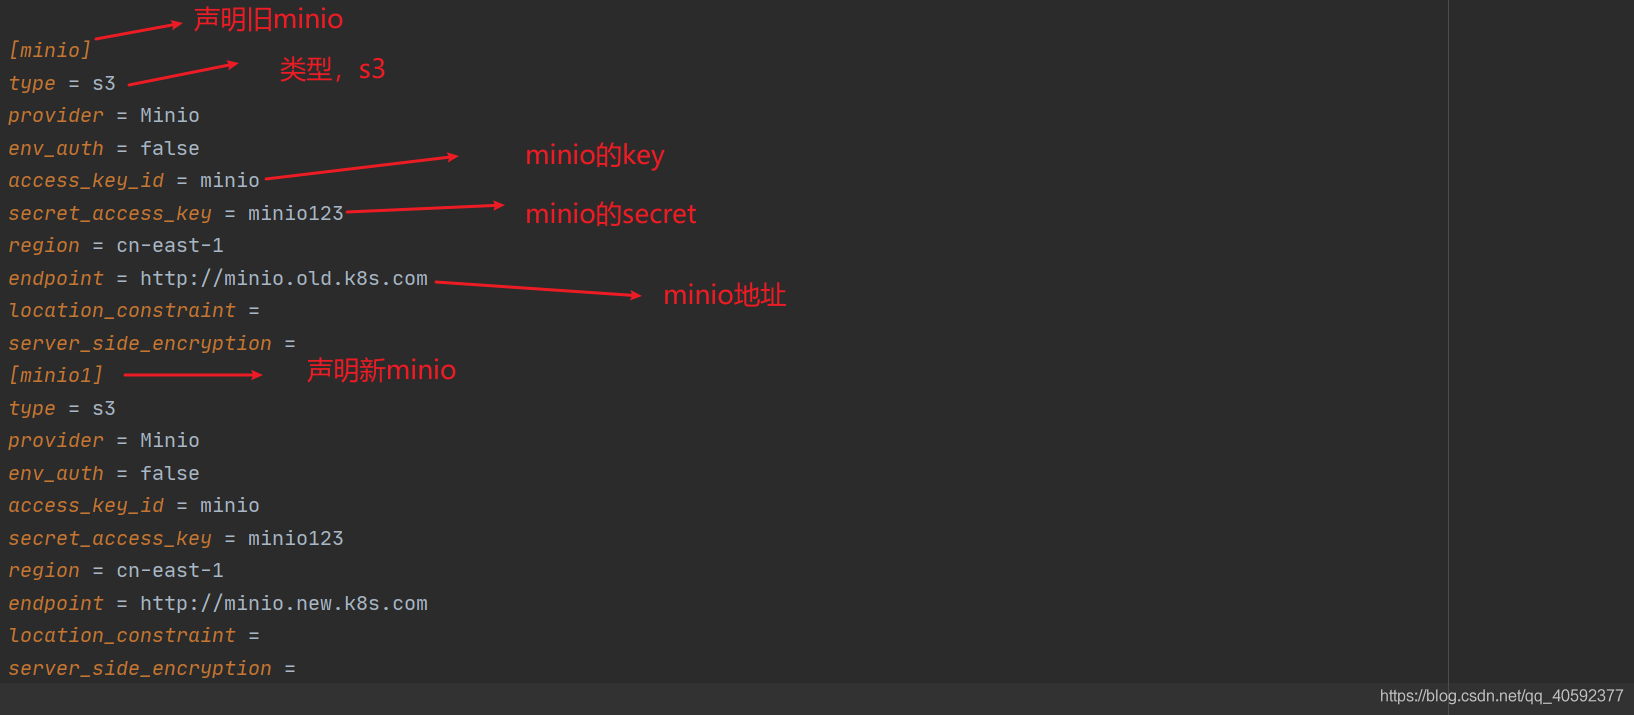 声明旧minio
[minio]
类型，s3
type = s3
provider = Minio
env_auth = false
minio的key
access_key_id = minio
secret_access_key = minio123
minio的secret
region = cn-east-1
endpoint = http://minio.old.k8s.com
minio地址
location_constraint =
server_side_encryption =
[minio1]
声明新minio
type = s3
provider = Minio
env_auth = false
access_key_id = minio
secret_access_key = minio123
region = cn-east-1
endpoint = http://minio.new.k8s.com
location_constraint =
server_side_encryption =
https://blog.csdn.net/qq_40592377